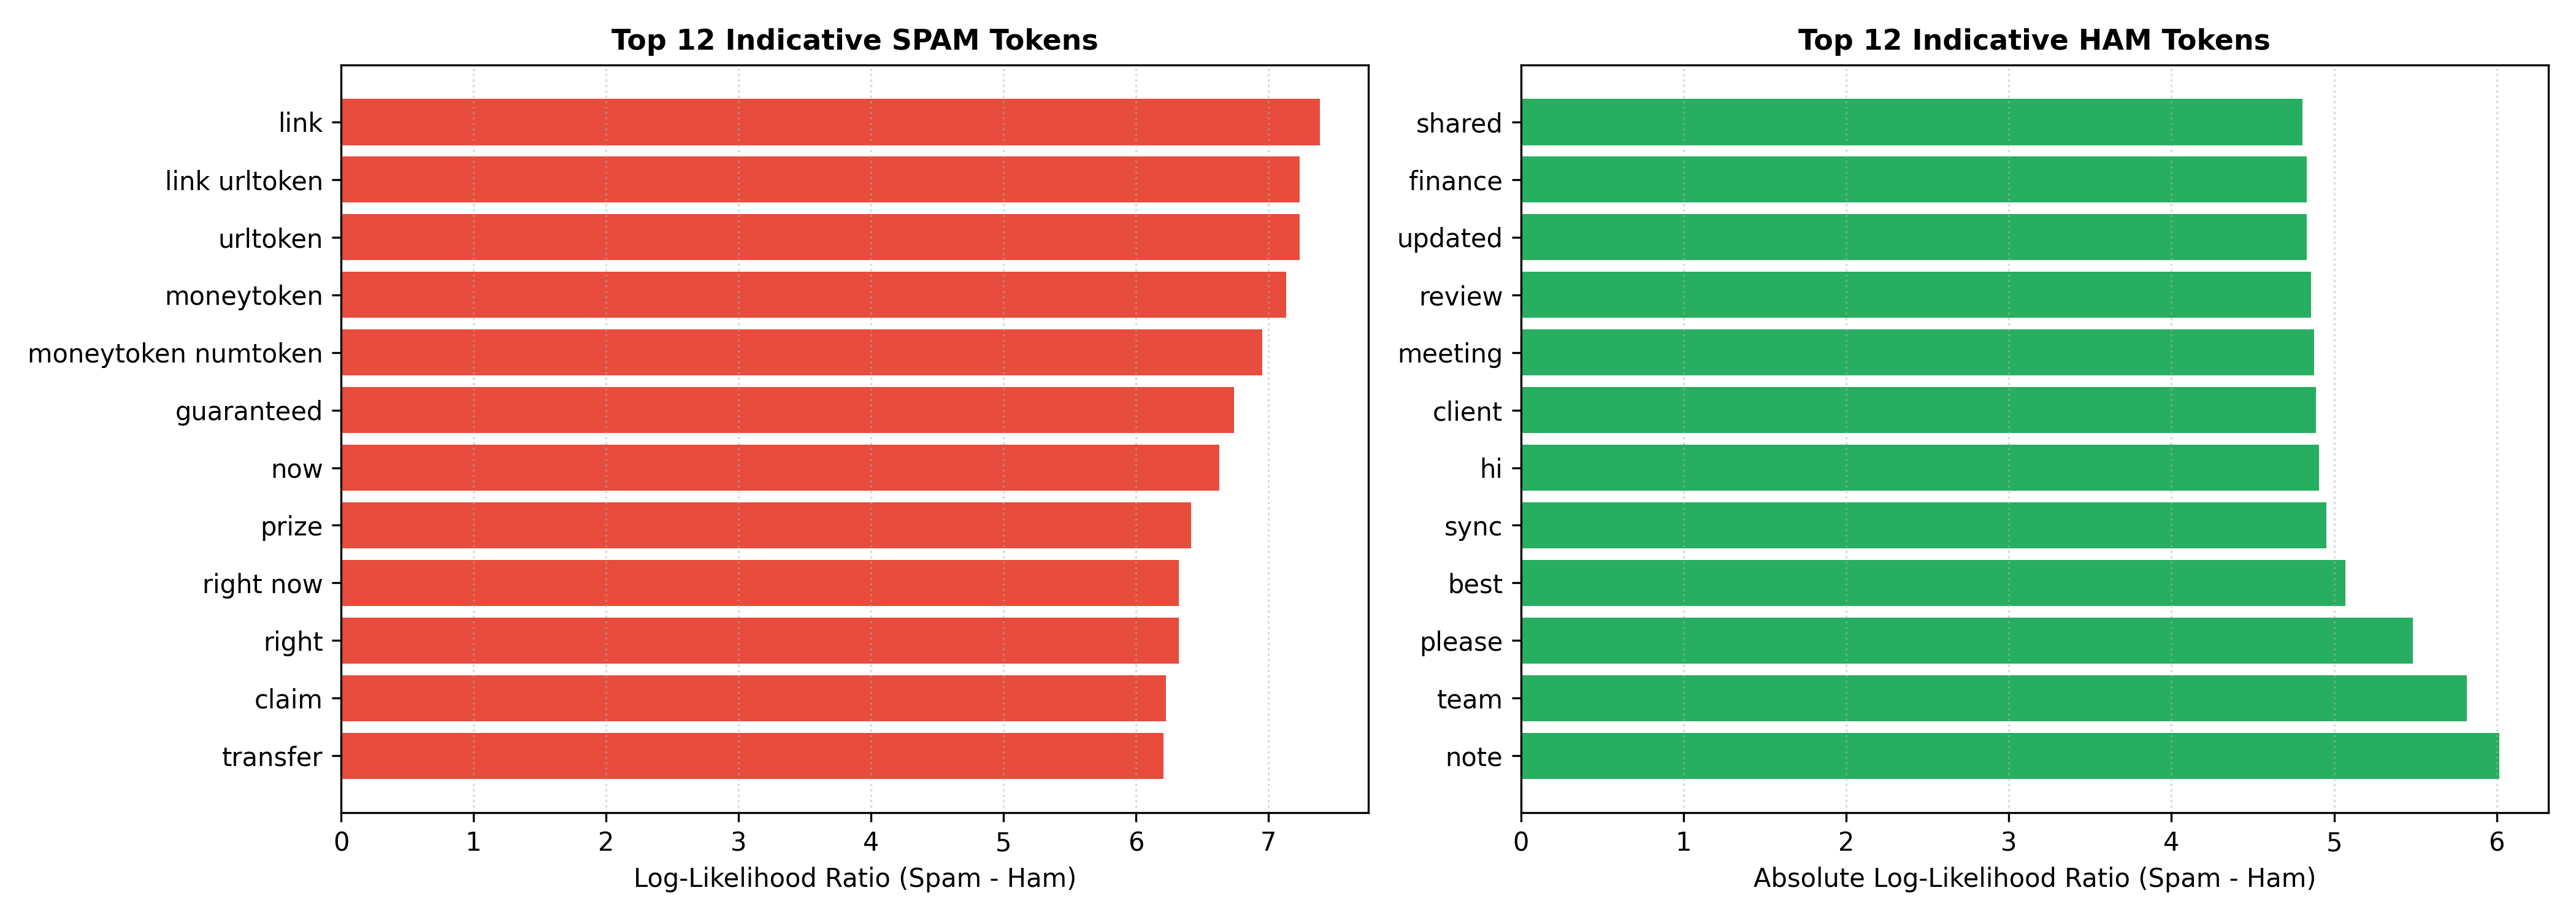 Top 12 Indicative SPAM Tokens
link
link urltoken
urltoken
moneytoken
moneytoken numtoken
guaranteed
now
prize
right now
right
claim
transfer
0 1 2 3 4 5 6 7
Log-Likelihood Ratio (Spam - Ham)
Top 12 Indicative HAM Tokens
shared
finance
updated
review
meeting
client
hi
sync
best
please
team
note
0 1 2 3 4 5 6
Absolute Log-Likelihood Ratio (Spam - Ham)